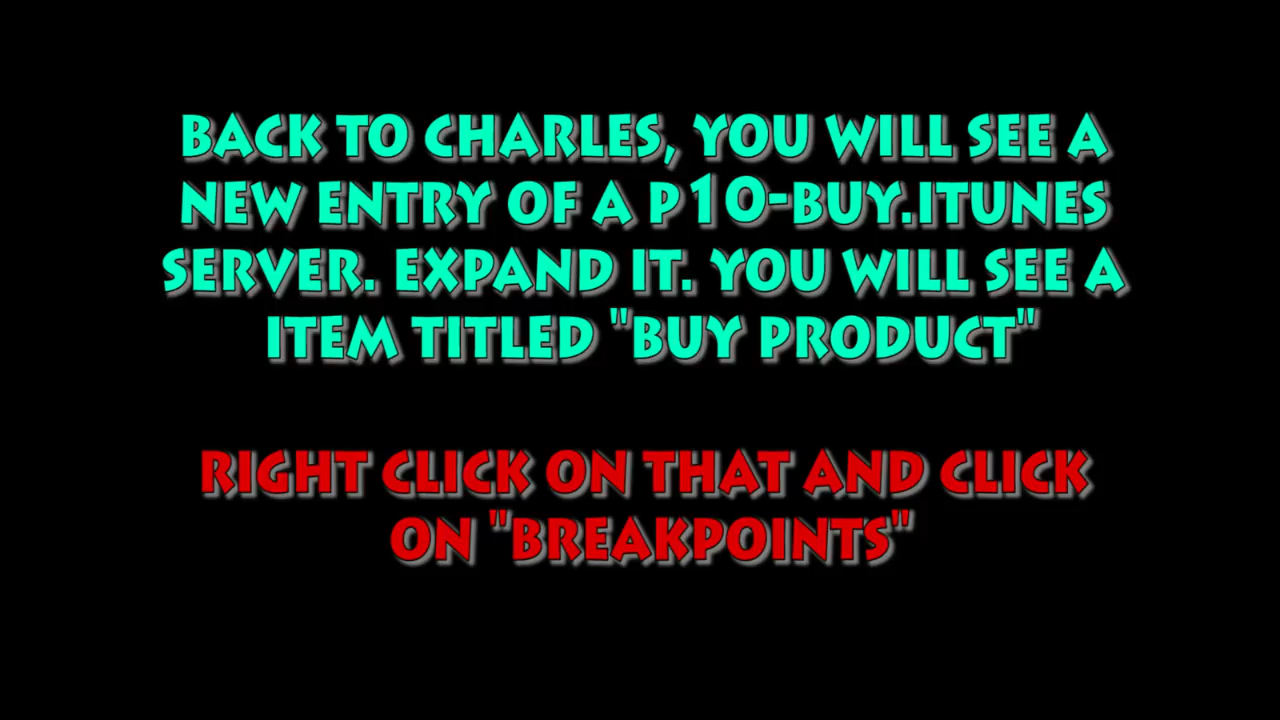 BACK TO CHARLES, YOU WILL SEE A
NEW ENTRY OF A P10-BUY.ITUNES
SERVER. EXPAND IT. YOU WILL SEE A
ITEM TITLED "BUY PRODUCT"
RIGHT CLICK ON THAT AND CLICK
ON "BREAKPOINTS"